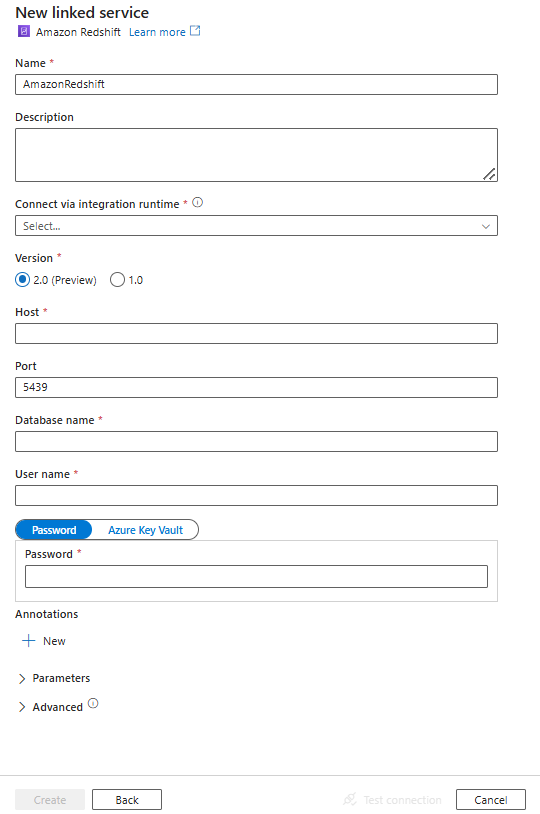 New linked service
Amazon Redshift Learn more
Name *
AmazonRedshift
Description
Connect via integration runtime *
Select...
Version *
2.0 (Preview) 1.0
Host *
Port
5439
Database name *
User name *
Password Azure Key Vault
Password *
Annotations
New
Parameters
Advanced
Create Back Test connection Cancel